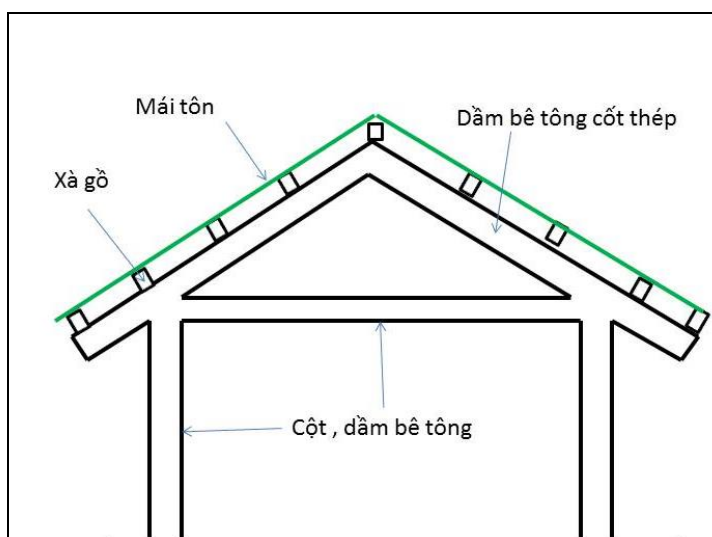 Mái tôn
Dầm bê tông cốt thép
Xà gồ
Cột , dầm bê tông